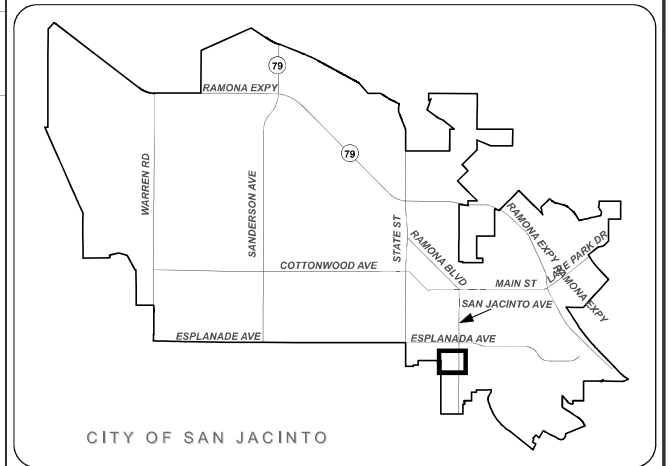 79
RAMONA EXPY
79
WARREN RD
SANDERSON AVE
STATE ST
RAMONA BLVD
RAMONA EXPY
LAKE PARK DR
RAMONA EXPY
COTTONWOOD AVE
MAIN ST
SAN JACINTO AVE
ESPLANADE AVE
ESPLANADA AVE
CITY OF SAN JACINTO